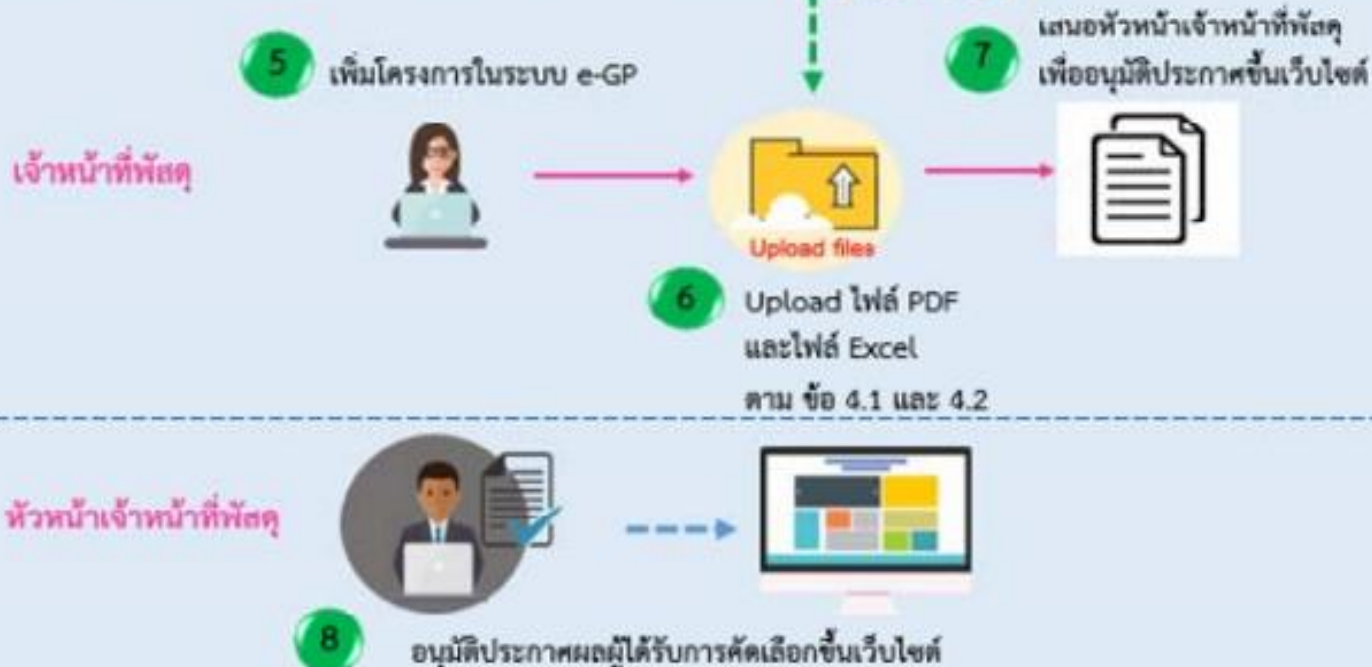 5
เพิ่มโครงการในระบบ e-GP
7
เสนอหัวหน้าเจ้าหน้าที่พัสดุ
เพื่ออนุมัติประกาศขึ้นเว็บไซต์
เจ้าหน้าที่พัสดุ
Upload files
6
Upload ไฟล์ PDF
และไฟล์ Excel
ตาม ข้อ 4.1 และ 4.2
หัวหน้าเจ้าหน้าที่พัสดุ
8
อนุมัติประกาศผลผู้ได้รับการคัดเลือกขึ้นเว็บไซต์